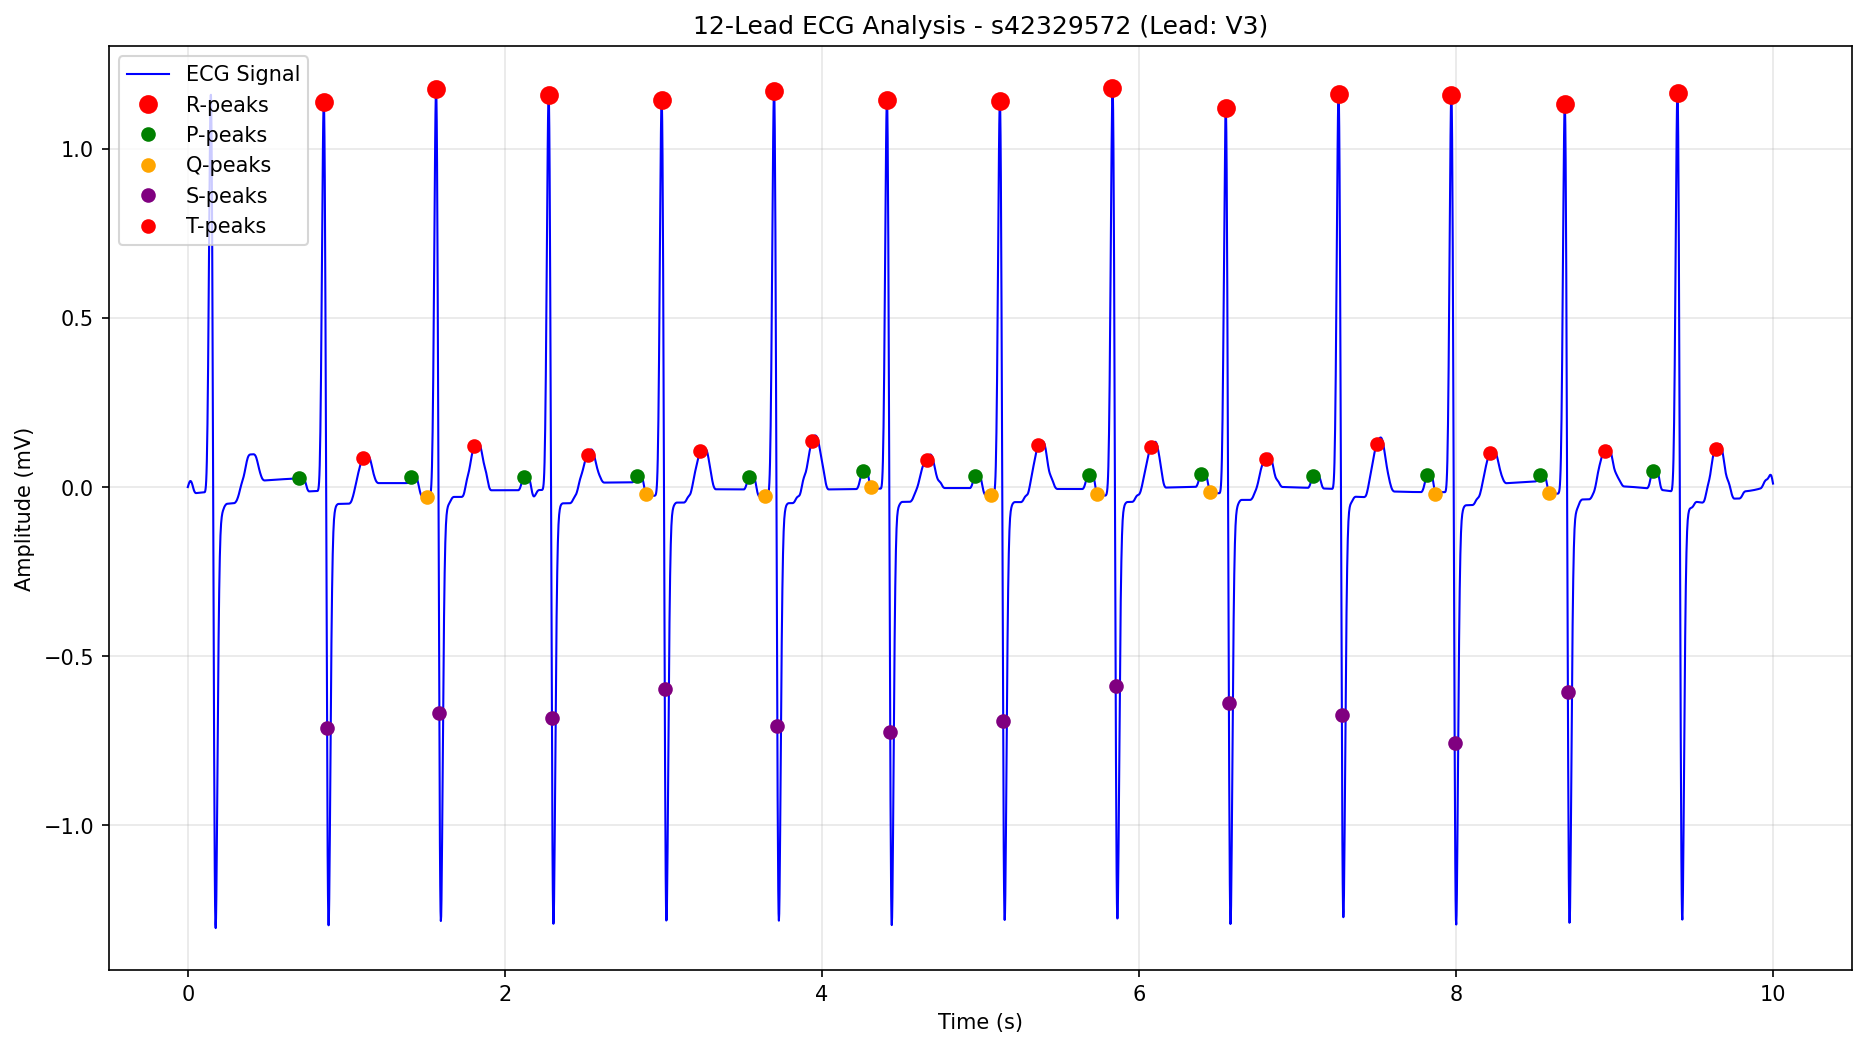 12-Lead ECG Analysis - s42329572 (Lead: V3)
ECG Signal
R-peaks
P-peaks
Q-peaks
S-peaks
T-peaks
1.0
0.5
0.0
−0.5
−1.0
Amplitude (mV)
0 2 4 6 8 10
Time (s)